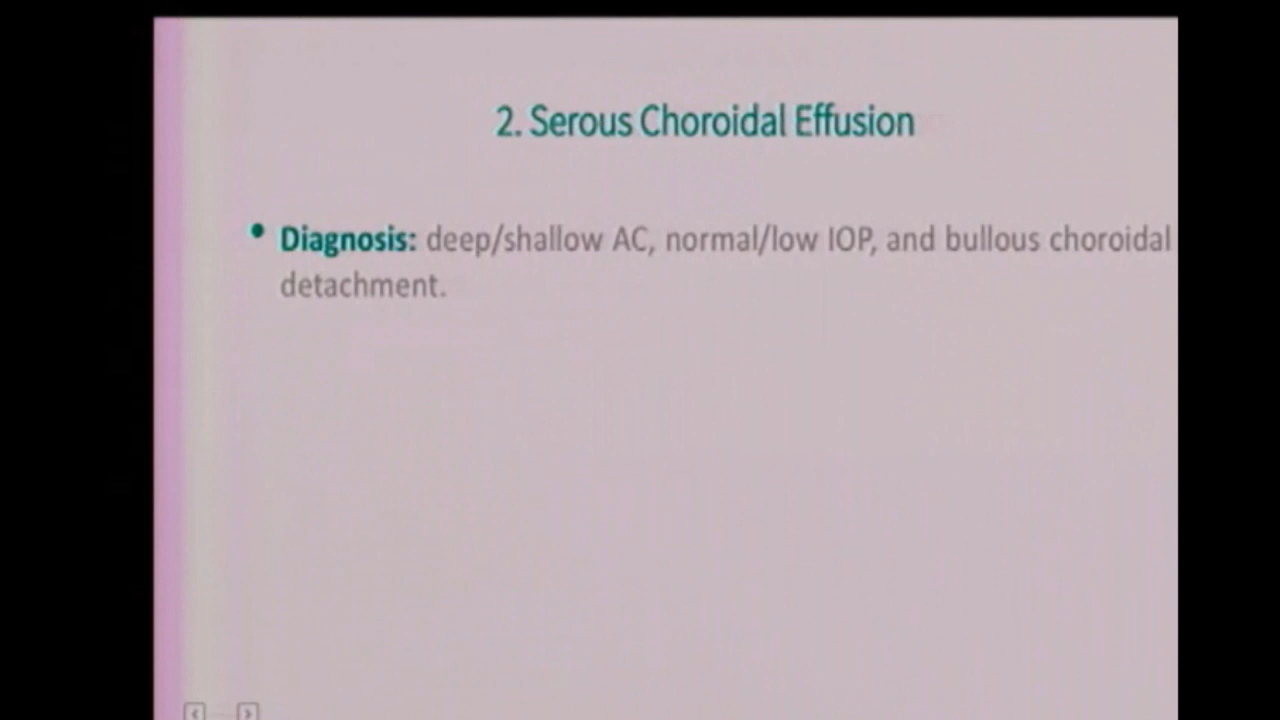 2. Serous Choroidal Effusion
• Diagnosis: deep/shallow AC, normal/low IOP, and bullous choroidal
detachment.